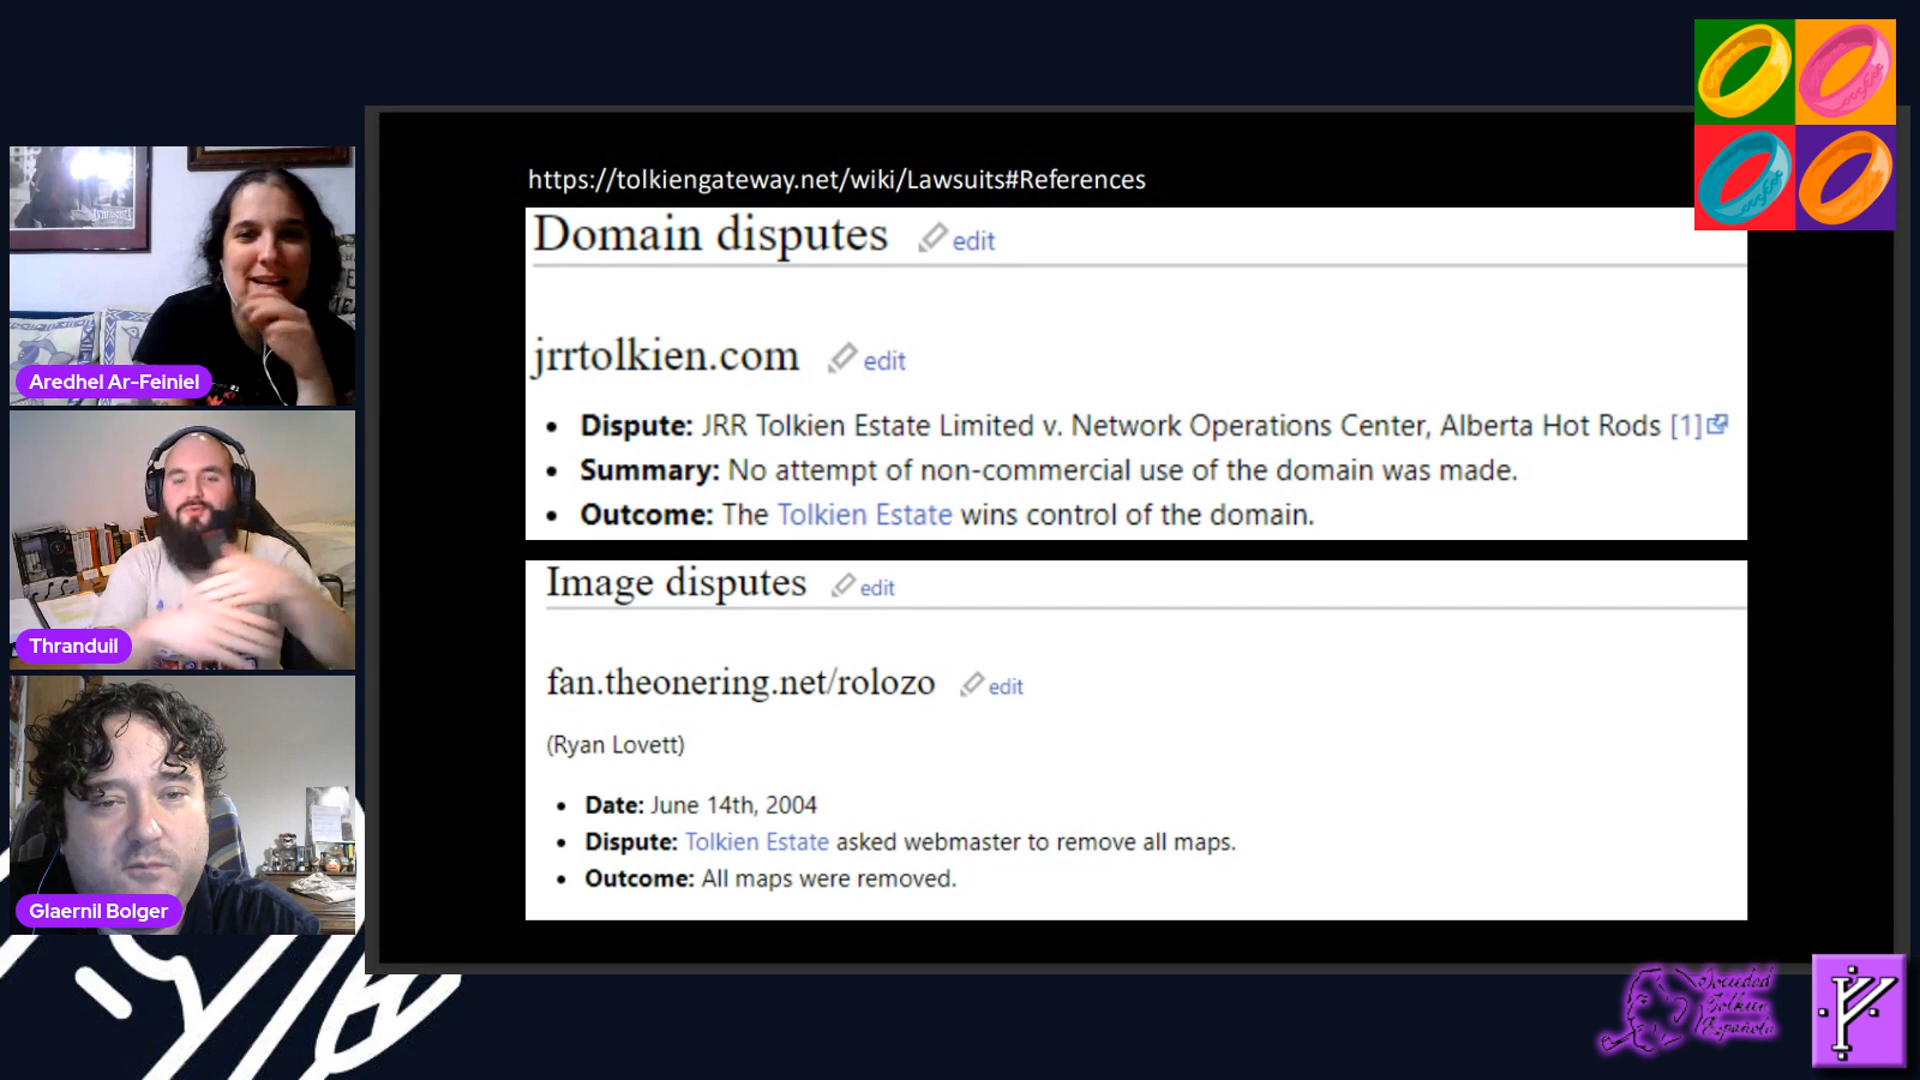 https://tolkiengateway.net/wiki/Lawsuits#References
Domain disputes edit
jrrtolkien.com edit
• Dispute: JRR Tolkien Estate Limited v. Network Operations Center, Alberta Hot Rods [1]
• Summary: No attempt of non-commercial use of the domain was made.
• Outcome: The Tolkien Estate wins control of the domain.
Image disputes edit
fan.theonering.net/rolozo edit
(Ryan Lovett)
• Date: June 14th, 2004
• Dispute: Tolkien Estate asked webmaster to remove all maps.
• Outcome: All maps were removed.
Aredhel Ar-Feiniel
Thranduil
Glaernil Bolger
Sociedad
Tolkien
Española